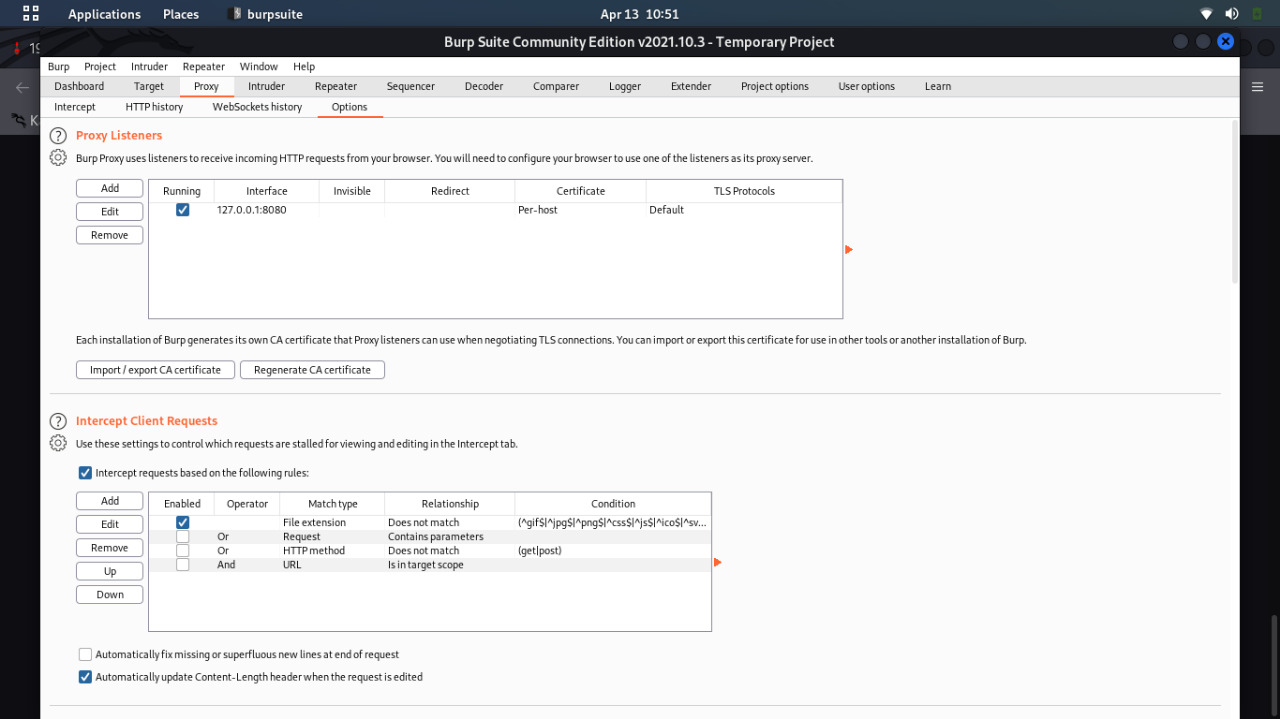 Applications Places burpsuite Apr 13 10:51
Burp Suite Community Edition v2021.10.3 - Temporary Project
Burp Project Intruder Repeater Window Help
Dashboard Target Proxy Intruder Repeater Sequencer Decoder Comparer Logger Extender Project options User options Learn
Intercept HTTP history WebSockets history Options
? Proxy Listeners
Burp Proxy uses listeners to receive incoming HTTP requests from your browser. You will need to configure your browser to use one of the listeners as its proxy server.
Add Running Interface Invisible Redirect Certificate TLS Protocols
127.0.0.1:8080 Per-host Default
Edit
Remove
Each installation of Burp generates its own CA certificate that Proxy listeners can use when negotiating TLS connections. You can import or export this certificate for use in other tools or another installation of Burp.
Import / export CA certificate Regenerate CA certificate
? Intercept Client Requests
Use these settings to control which requests are stalled for viewing and editing in the Intercept tab.
Intercept requests based on the following rules:
Add Enabled Operator Match type Relationship Condition
Edit File extension Does not match (^gif$|^jpg$|^png$|^css$|^js$|^ico$|^sv...
Or Request Contains parameters
Remove Or HTTP method Does not match (get|post)
And URL Is in target scope
Up
Down
Automatically fix missing or superfluous new lines at end of request
Automatically update Content-Length header when the request is edited